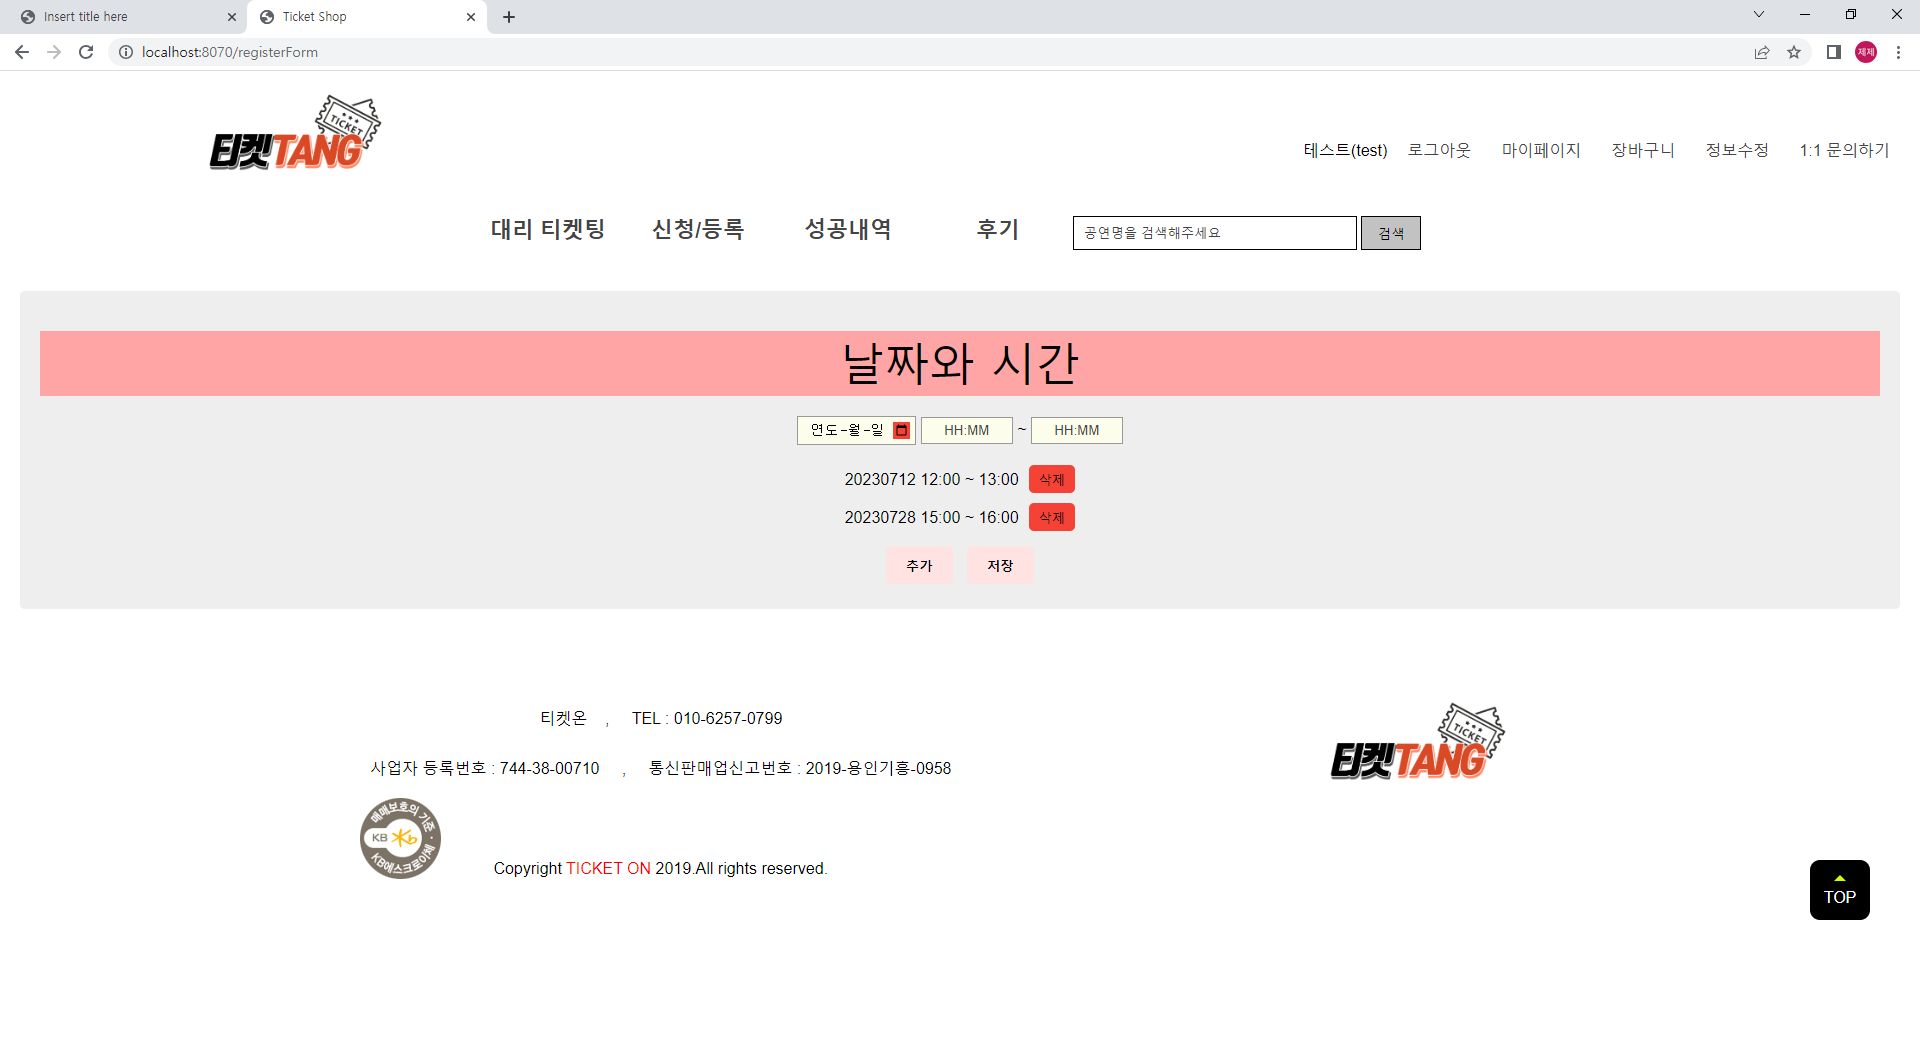 Insert title here
Ticket Shop
localhost:8070/registerForm
제제
TICKET
티켓TANG
테스트(test) 로그아웃 마이페이지 장바구니 정보수정 1:1 문의하기
대리 티켓팅 신청/등록 성공내역 후기 공연명을 검색해주세요 검색
날짜와 시간
연도-월-일 HH:MM ~ HH:MM
20230712 12:00 ~ 13:00 삭제
20230728 15:00 ~ 16:00 삭제
추가 저장
티켓온 , TEL : 010-6257-0799
TICKET
티켓TANG
사업자 등록번호 : 744-38-00710 , 통신판매업신고번호 : 2019-용인기흥-0958
매매보호의 기준
KB
KB에스크로이체
Copyright TICKET ON 2019.All rights reserved.
TOP